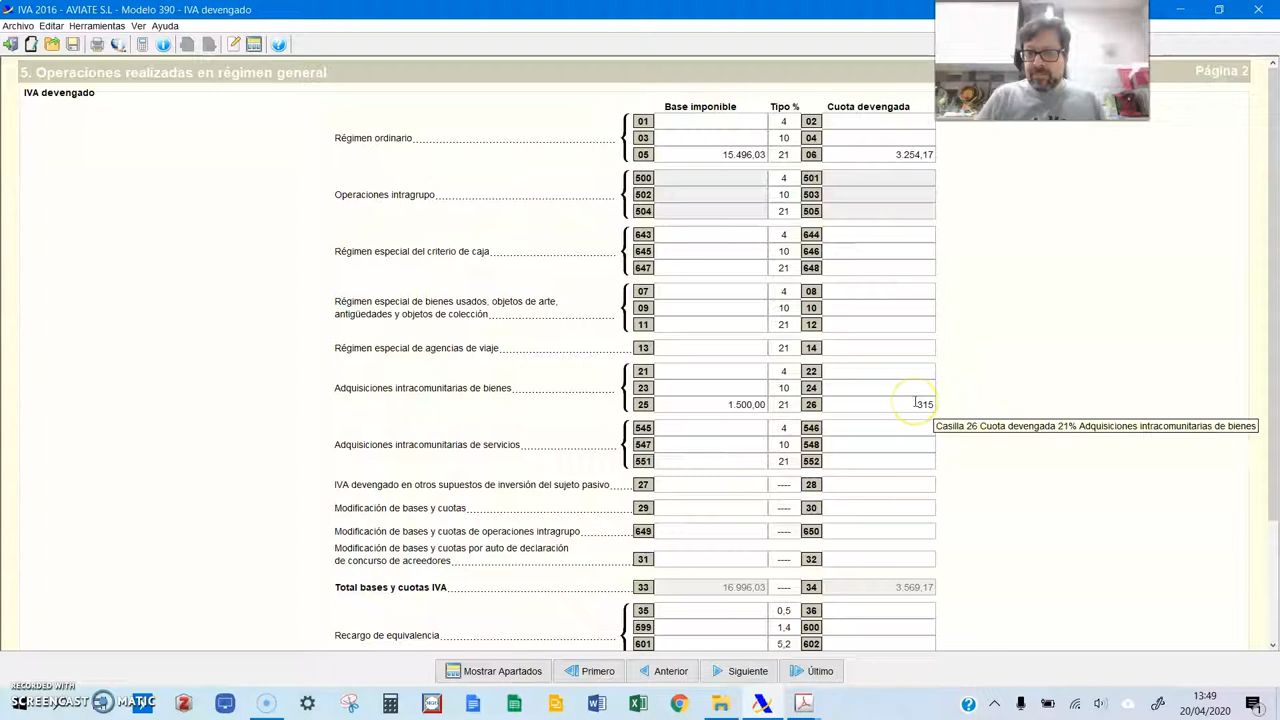 IVA 2016 - AVIATE S.L - Modelo 390 - IVA devengado
Archivo Editar Herramientas Ver Ayuda
5. Operaciones realizadas en régimen general Página 2
IVA devengado
Base imponible Tipo % Cuota devengada
01 4 02
Régimen ordinario 03 10 04
05 15.496,03 21 06 3.254,17
500 4 501
Operaciones intragrupo 502 10 503
504 21 505
643 4 644
Régimen especial del criterio de caja 645 10 646
647 21 648
07 4 08
Régimen especial de bienes usados, objetos de arte, 09 10 10
antigüedades y objetos de colección 11 21 12
Régimen especial de agencias de viaje 13 21 14
21 4 22
Adquisiciones intracomunitarias de bienes 23 10 24
25 1.500,00 21 26 315
Casilla 26 Cuota devengada 21% Adquisiciones intracomunitarias de bienes
545 4 546
Adquisiciones intracomunitarias de servicios 547 10 548
551 21 552
IVA devengado en otros supuestos de inversión del sujeto pasivo 27 ---- 28
Modificación de bases y cuotas 29 ---- 30
Modificación de bases y cuotas de operaciones intragrupo 649 ---- 650
Modificación de bases y cuotas por auto de declaración
de concurso de acreedores 31 ---- 32
Total bases y cuotas IVA 33 16.996,03 ---- 34 3.569,17
35 0,5 36
599 1,4 600
Recargo de equivalencia
601 5,2 602
Mostrar Apartados Primero Anterior Siguiente Último
RECORDED WITH
SCREENCAST MATIC
13:49
20/04/2020